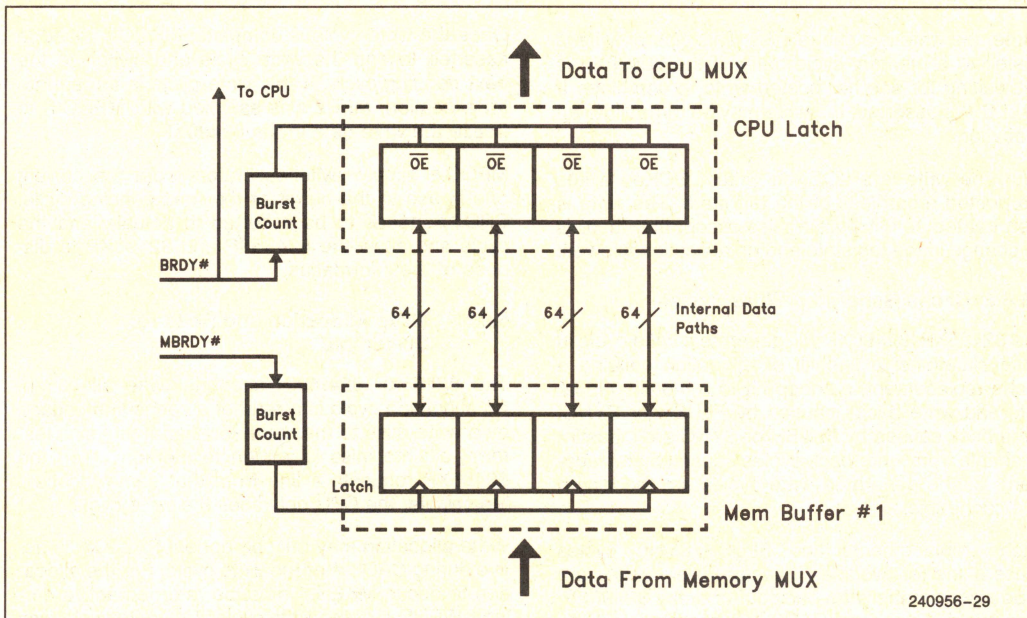 Data To CPU MUX
To CPU
CPU Latch
OE OE OE OE
Burst
Count
BRDY#
64 64 64 64 Internal Data
Paths
MBRDY#
Burst
Count
Latch
Mem Buffer #1
Data From Memory MUX
240956-29